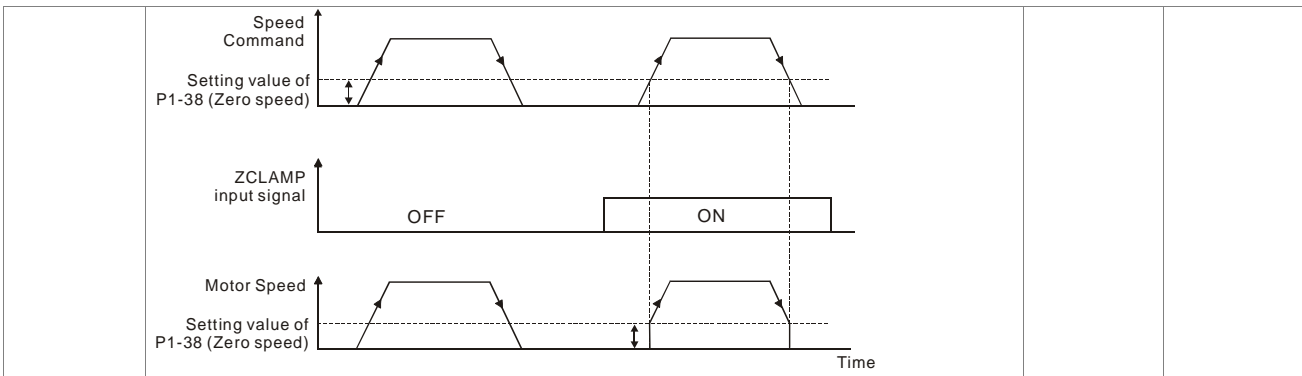 Speed
Command
Setting value of
P1-38 (Zero speed)
ZCLAMP
input signal
OFF
ON
Motor Speed
Setting value of
P1-38 (Zero speed)
Time